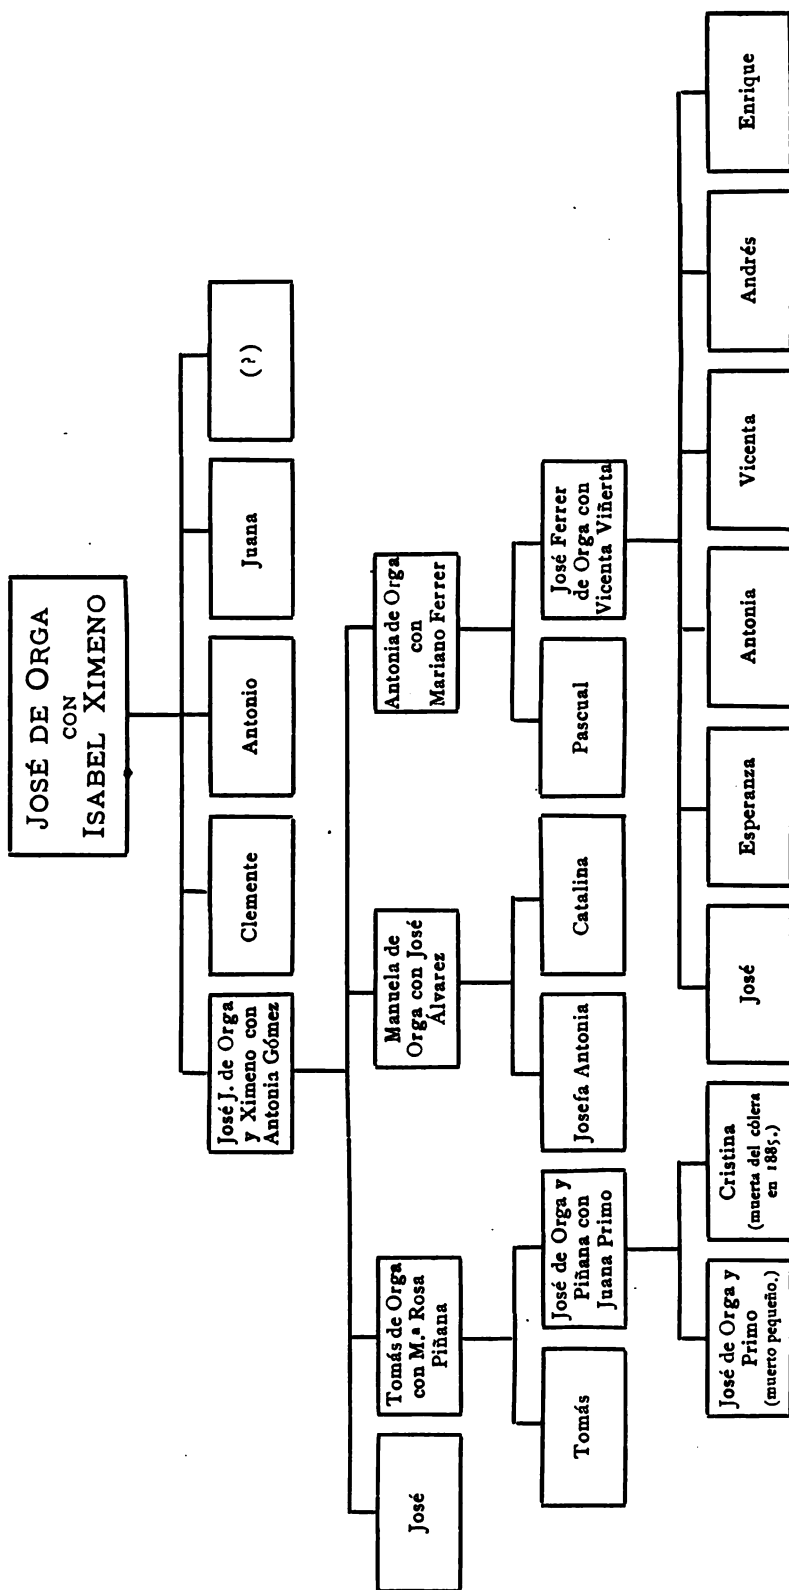 JOSÉ DE ORGA
CON
ISABEL XIMENO
José J. de Orga
y Ximeno con
Antonia Gómez
Clemente
Antonio
Juana
(?)
José
Tomás de Orga
con M.ª Rosa
Piñana
Manuela de
Orga con José
Álvarez
Antonia de Orga
con
Mariano Ferrer
Tomás
José de Orga y
Piñana con
Juana Primo
Josefa Antonia
Catalina
Pascual
José Ferrer
de Orga con
Vicenta Viñerta
José de Orga y
Primo
(muerto pequeño.)
Cristina
(muerta del cólera
en 1885.)
José
Esperanza
Antonia
Vicenta
Andrés
Enrique